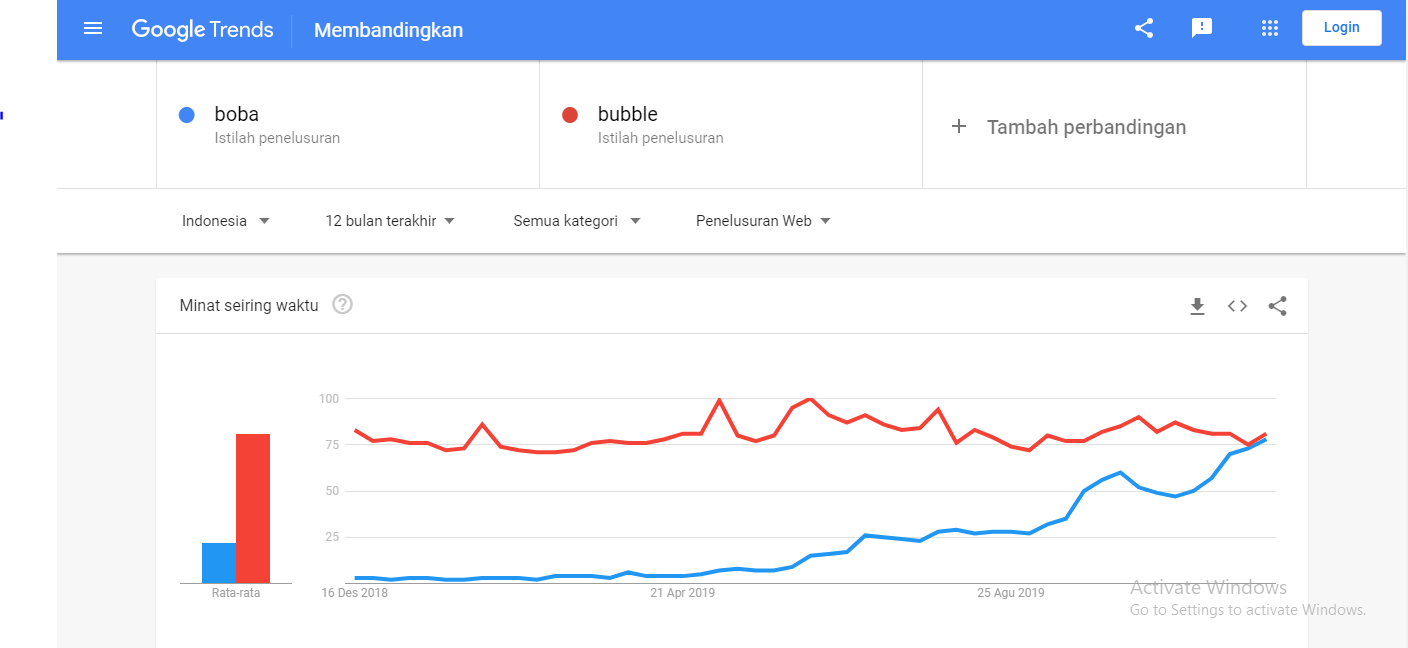 Google Trends
Membandingkan
Login
boba
Istilah penelusuran
bubble
Istilah penelusuran
Tambah perbandingan
Indonesia
12 bulan terakhir
Semua kategori
Penelusuran Web
Minat seiring waktu
100
75
50
25
Rata-rata
16 Des 2018
21 Apr 2019
25 Agu 2019
Activate Windows
Go to Settings to activate Windows.